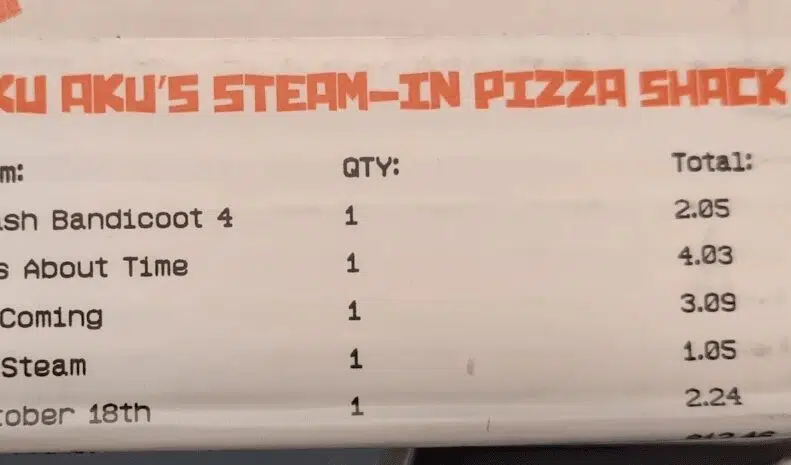 KU AKU'S STEAM-IN PIZZA SHACK
m: QTY: Total:
ash Bandicoot 4 1 2.05
s About Time 1 4.03
Coming 1 3.09
Steam 1 1.05
tober 18th 1 2.24